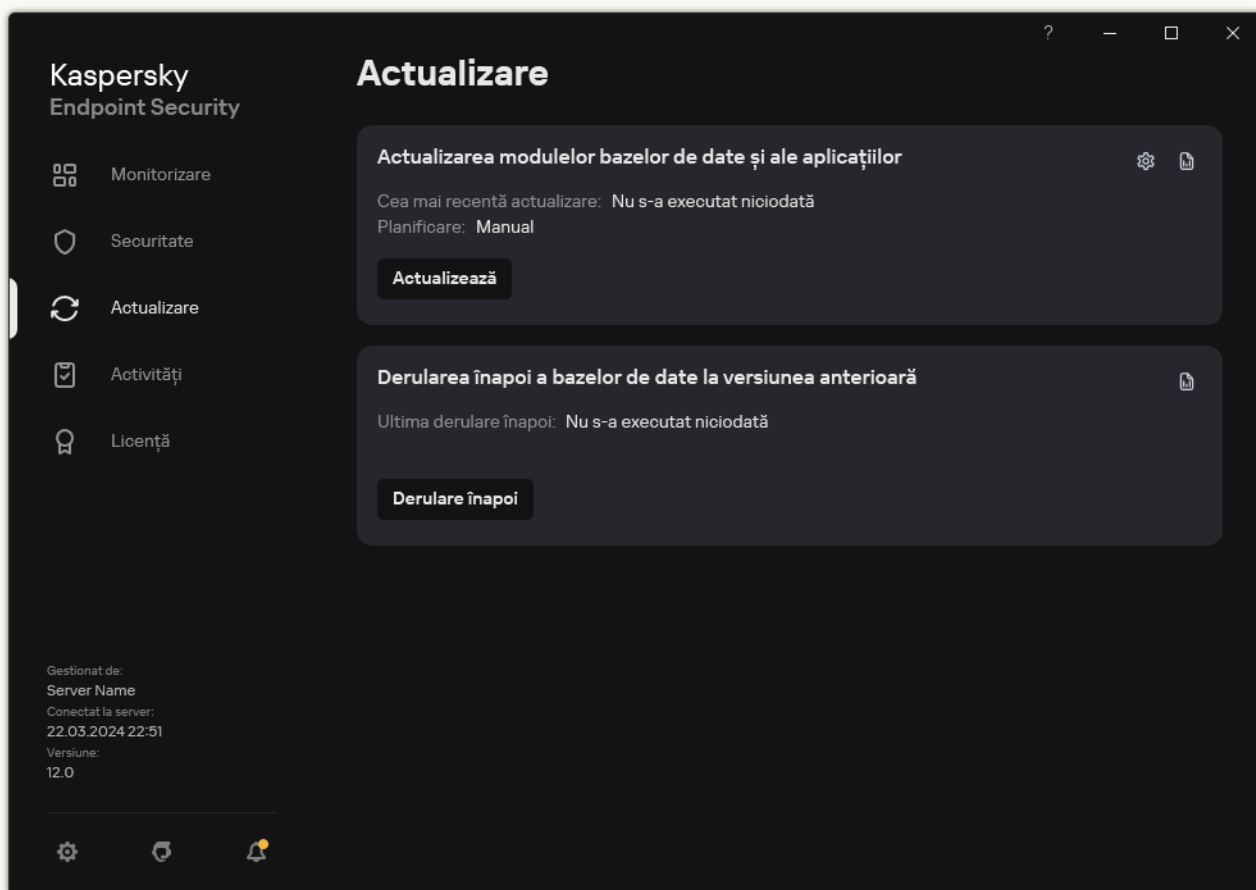 ?
Kaspersky
Endpoint Security
Monitorizare
Securitate
Actualizare
Activități
Licență
Gestionat de:
Server Name
Conectat la server:
22.03.2024 22:51
Versiune:
12.0
Actualizare
Actualizarea modulelor bazelor de date și ale aplicațiilor
Cea mai recentă actualizare: Nu s-a executat niciodată
Planificare: Manual
Actualizează
Derularea înapoi a bazelor de date la versiunea anterioară
Ultima derulare înapoi: Nu s-a executat niciodată
Derulare înapoi